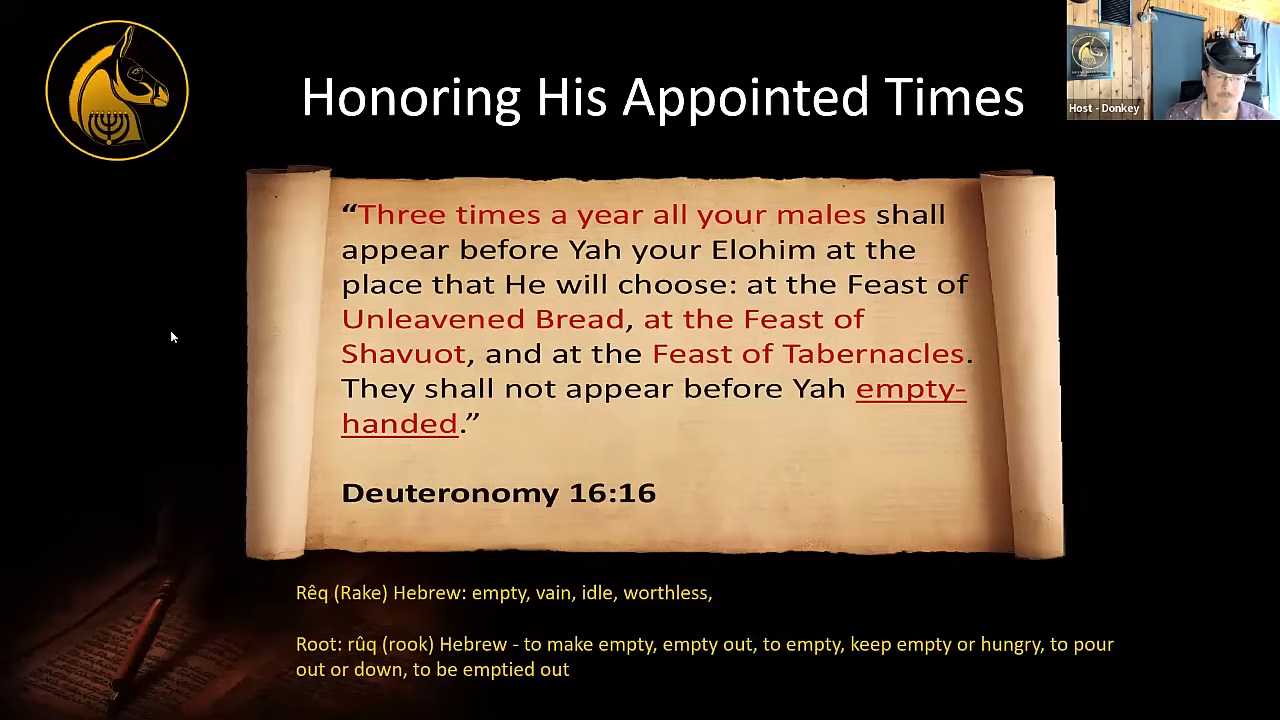 Honoring His Appointed Times
Host - Donkey
“Three times a year all your males shall
appear before Yah your Elohim at the
place that He will choose: at the Feast of
Unleavened Bread, at the Feast of
Shavuot, and at the Feast of Tabernacles.
They shall not appear before Yah empty-
handed.”
Deuteronomy 16:16
Rêq (Rake) Hebrew: empty, vain, idle, worthless,
Root: rûq (rook) Hebrew - to make empty, empty out, to empty, keep empty or hungry, to pour
out or down, to be emptied out